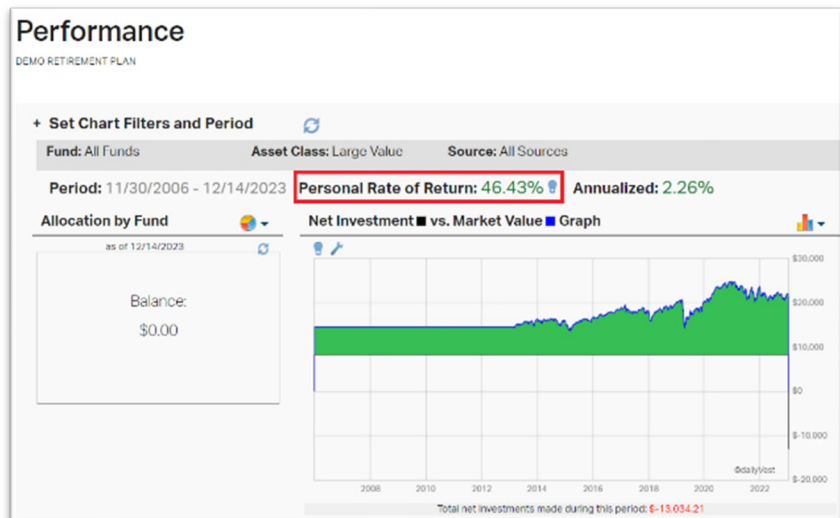 Performance
DEMO RETIREMENT PLAN
+ Set Chart Filters and Period
Fund: All Funds Asset Class: Large Value Source: All Sources
Period: 11/30/2006 - 12/14/2023 Personal Rate of Return: 46.43% Annualized: 2.26%
Allocation by Fund
Net Investment vs. Market Value Graph
as of 12/14/2023
Balance:
$0.00
$30,000
$20,000
$10,000
$0
$-10,000
$-20,000
©dailyVest
2008 2010 2012 2014 2016 2018 2020 2022
Total net investments made during this period: $-13,034.21